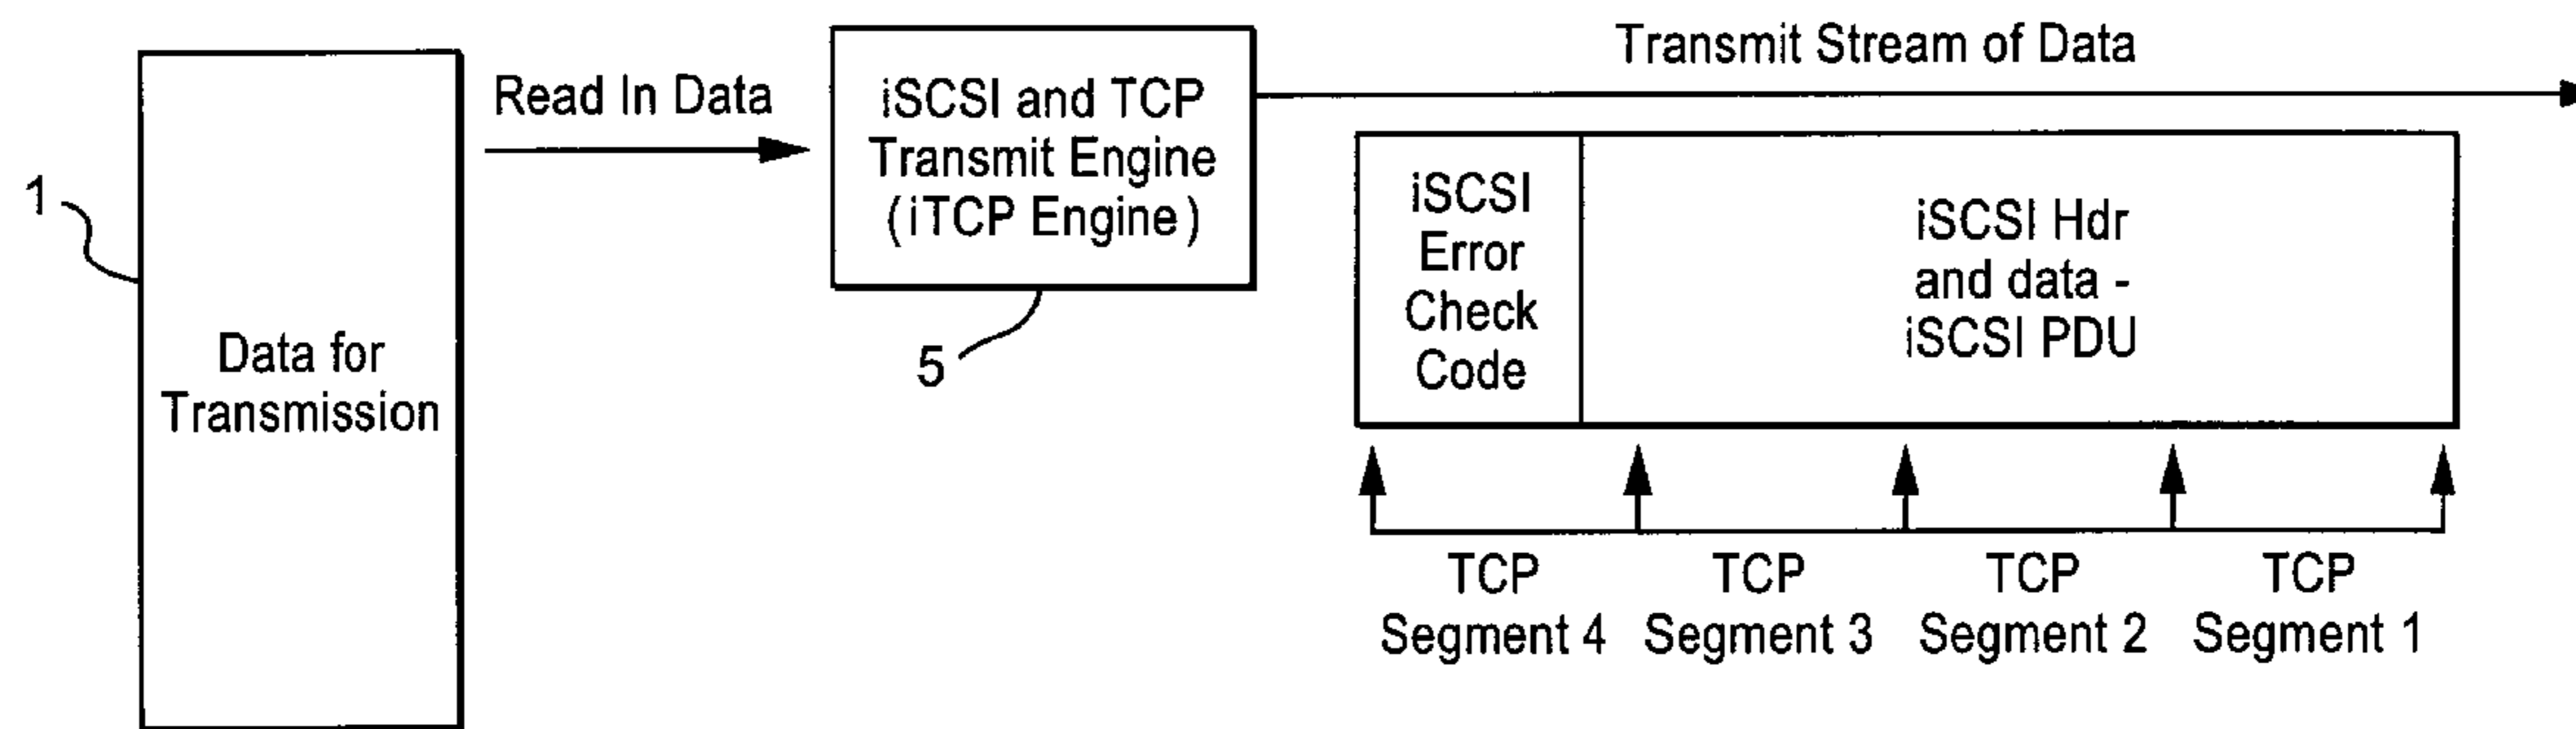 1
Data for
Transmission
Read In Data
iSCSI and TCP
Transmit Engine
(iTCP Engine)
5
Transmit Stream of Data
iSCSI
Error
Check
Code
iSCSI Hdr
and data -
iSCSI PDU
TCP
Segment 4
TCP
Segment 3
TCP
Segment 2
TCP
Segment 1